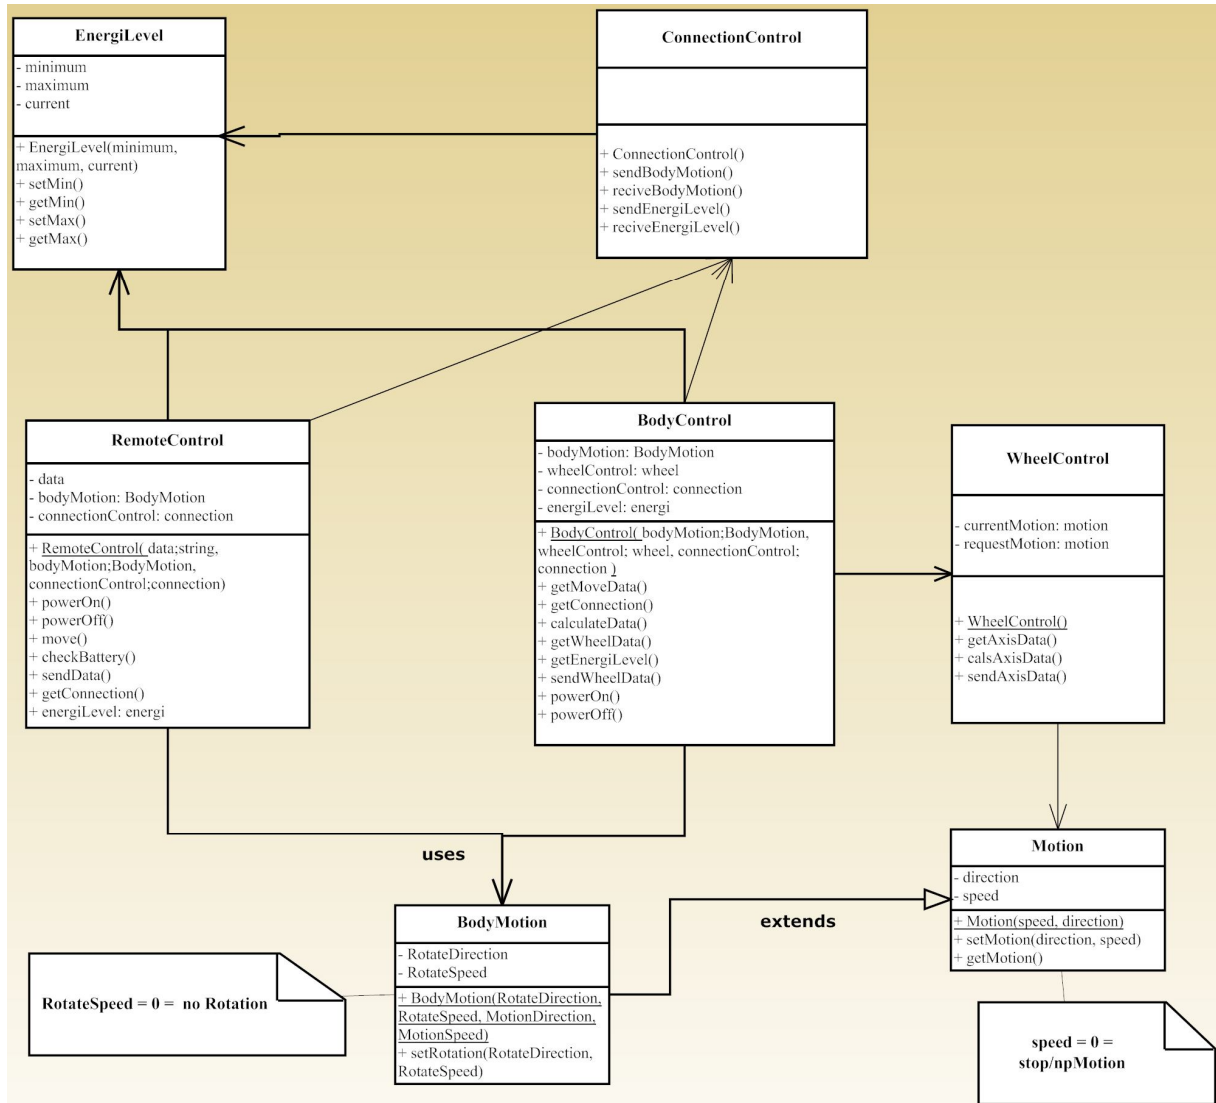 EnergiLevel
- minimum
- maximum
- current
+ EnergiLevel(minimum,
maximum, current)
+ setMin()
+ getMin()
+ setMax()
+ getMax()
ConnectionControl
+ ConnectionControl()
+ sendBodyMotion()
+ reciveBodyMotion()
+ sendEnergiLevel()
+ reciveEnergiLevel()
RemoteControl
- data
- bodyMotion: BodyMotion
- connectionControl: connection
+ RemoteControl( data;string,
bodyMotion;BodyMotion,
connectionControl;connection)
+ powerOn()
+ powerOff()
+ move()
+ checkBattery()
+ sendData()
+ getConnection()
+ energiLevel: energi
BodyControl
- bodyMotion: BodyMotion
- wheelControl: wheel
- connectionControl: connection
- energiLevel: energi
+ BodyControl( bodyMotion;BodyMotion,
wheelControl; wheel, connectionControl;
connection )
+ getMoveData()
+ getConnection()
+ calculateData()
+ getWheelData()
+ getEnergiLevel()
+ sendWheelData()
+ powerOn()
+ powerOff()
WheelControl
- currentMotion: motion
- requestMotion: motion
+ WheelControl()
+ getAxisData()
+ calsAxisData()
+ sendAxisData()
uses
extends
Motion
- direction
- speed
+ Motion(speed, direction)
+ setMotion(direction, speed)
+ getMotion()
BodyMotion
- RotateDirection
- RotateSpeed
+ BodyMotion(RotateDirection,
RotateSpeed, MotionDirection,
MotionSpeed)
+ setRotation(RotateDirection,
RotateSpeed)
RotateSpeed = 0 = no Rotation
speed = 0 =
stop/npMotion